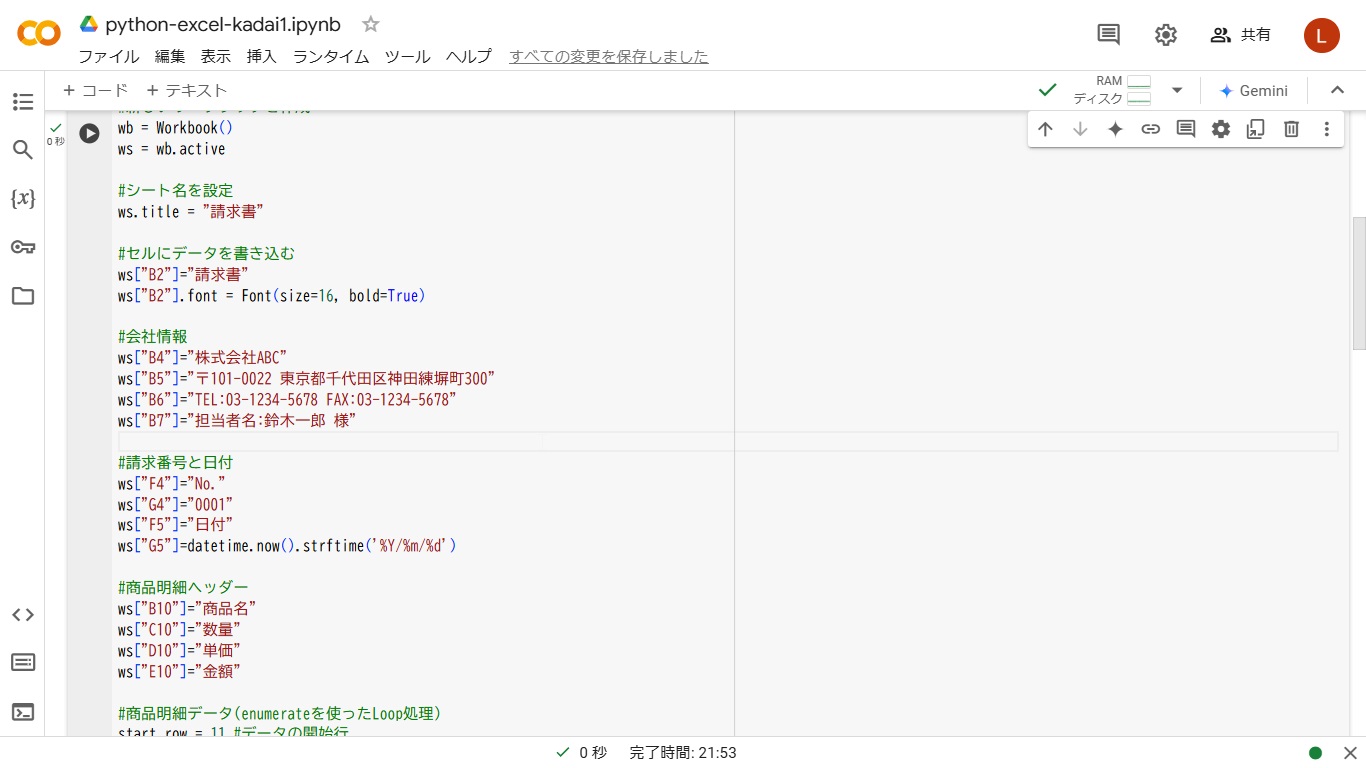 python-excel-kadai1.ipynb
ファイル 編集 表示 挿入 ランタイム ツール ヘルプ すべての変更を保存しました
共有
L
+ コード + テキスト
RAM
ディスク
Gemini
0 秒
wb = Workbook()
ws = wb.active
#シート名を設定
ws.title = "請求書"
#セルにデータを書き込む
ws["B2"]="請求書"
ws["B2"].font = Font(size=16, bold=True)
#会社情報
ws["B4"]="株式会社ABC"
ws["B5"]="〒101-0022 東京都千代田区神田練塀町300"
ws["B6"]="TEL:03-1234-5678 FAX:03-1234-5678"
ws["B7"]="担当者名:鈴木一郎 様"
#請求番号と日付
ws["F4"]="No."
ws["G4"]="0001"
ws["F5"]="日付"
ws["G5"]=datetime.now().strftime('%Y/%m/%d')
#商品明細ヘッダー
ws["B10"]="商品名"
ws["C10"]="数量"
ws["D10"]="単価"
ws["E10"]="金額"
#商品明細データ(enumerateを使ったLoop処理)
start_row = 11 #データの開始行
0 秒 完了時間: 21:53